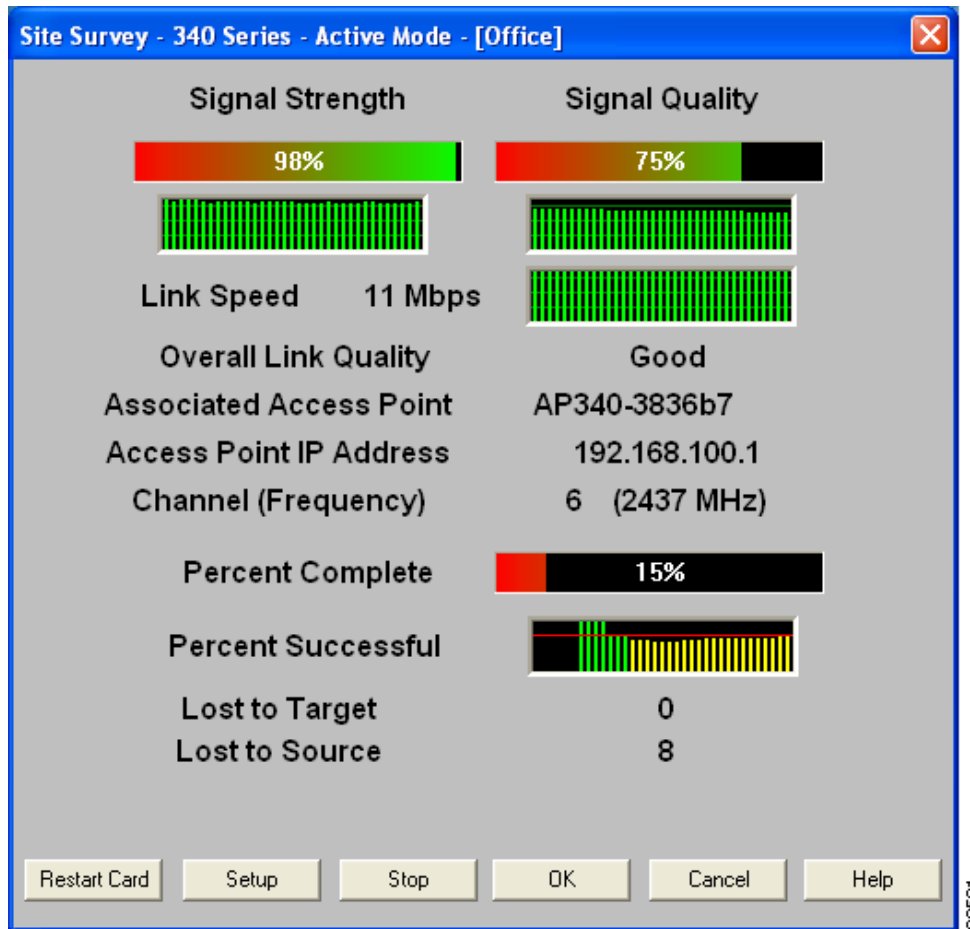 Site Survey - 340 Series - Active Mode - [Office]
Signal Strength Signal Quality
98% 75%
Link Speed 11 Mbps
Overall Link Quality Good
Associated Access Point AP340-3836b7
Access Point IP Address 192.168.100.1
Channel (Frequency) 6 (2437 MHz)
Percent Complete 15%
Percent Successful
Lost to Target 0
Lost to Source 8
Restart Card Setup Stop OK Cancel Help